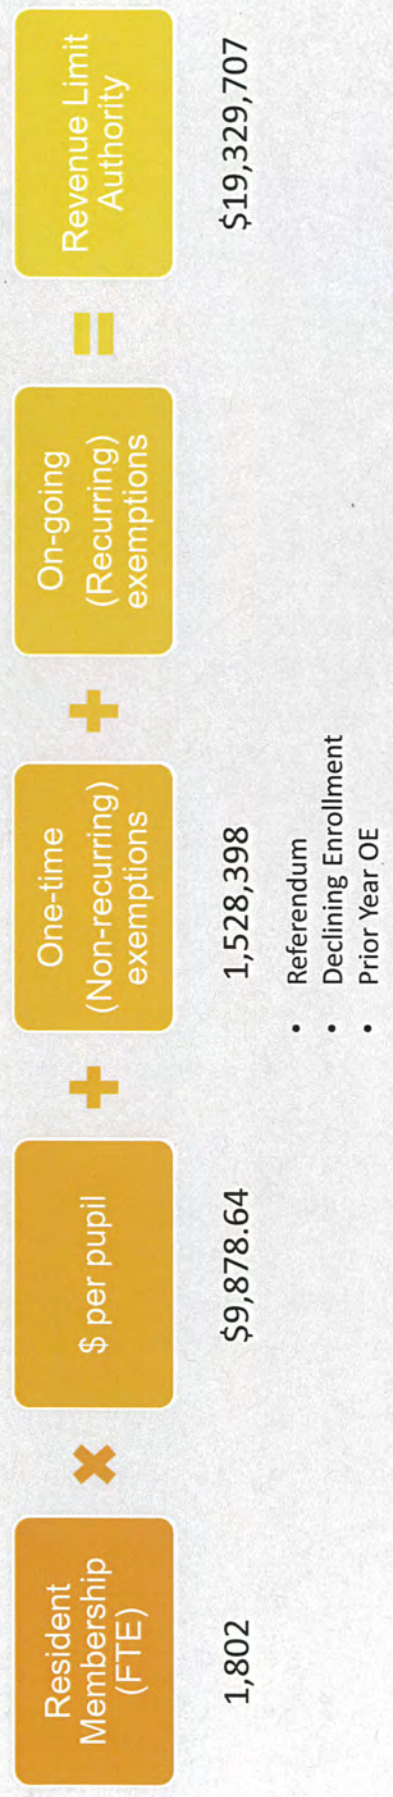 Resident
Membership
(FTE)
×
$ per pupil
+
One-time
(Non-recurring)
exemptions
+
On-going
(Recurring)
exemptions
=
Revenue Limit
Authority
1,802
$9,878.64
1,528,398
$19,329,707
• Referendum
• Declining Enrollment
• Prior Year OE